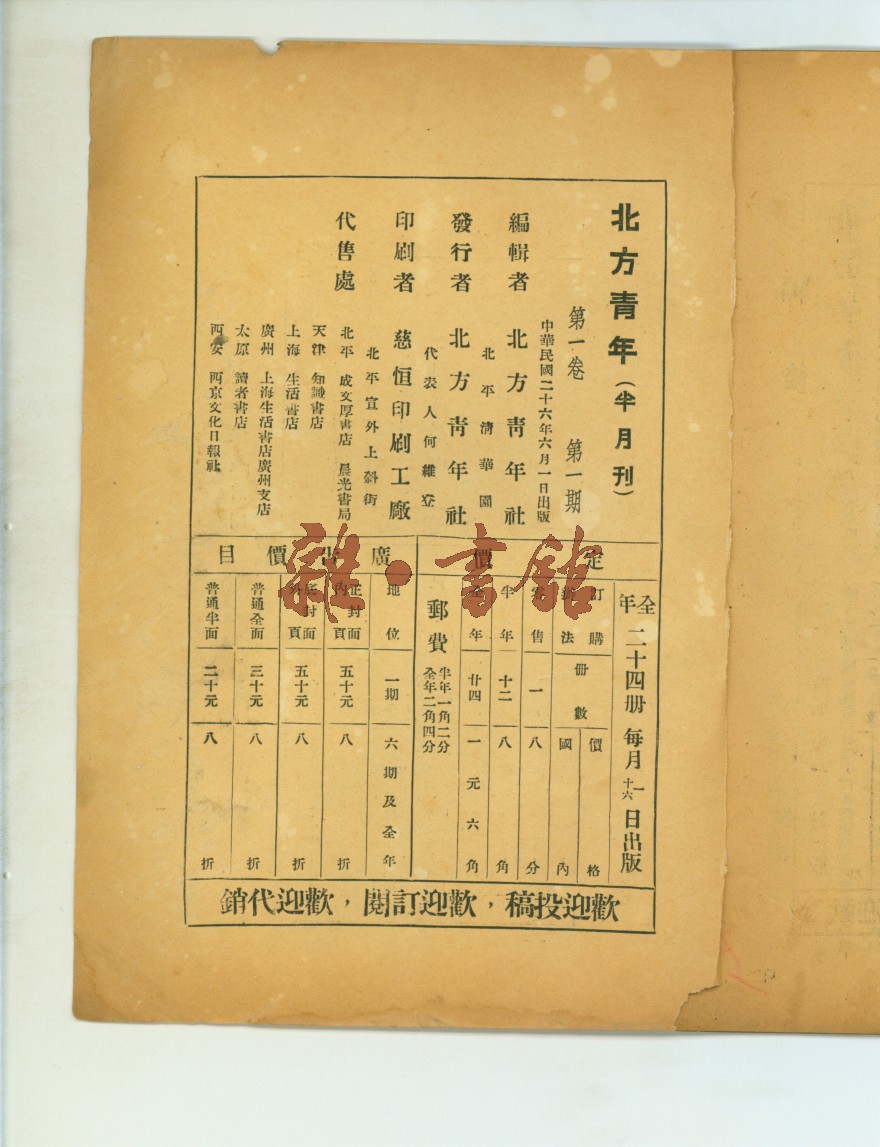 北方青年(半月刊)
第一卷 第一期
中華民國二十六年六月一日出版
編輯者 北方青年社
北平清華園
發行者 北方青年社
代表人何維登
印刷者 慈恒印刷工廠
北平宣外上斜街
代售處
北平 成文厚書店 晨光書局
天津 知識書店
上海 生活書店
廣州 上海生活書店廣州支店
太原 讀者書店
西安 西京文化日報社
定價
全年二十四册 每月一十六日出版
訂購辦法 册數 價格 國內
零售 一 八分
半年 十二 八角
全年 廿四 一元六角
郵費 半年一角二分 全年二角四分
廣告價目
地位 一期 六期及全年
正封面內頁 五十元 八折
底封面外頁 五十元 八折
普通全面 三十元 八折
普通半面 二十元 八折
歡迎投稿,歡迎訂閱,歡迎代銷
雜·書館